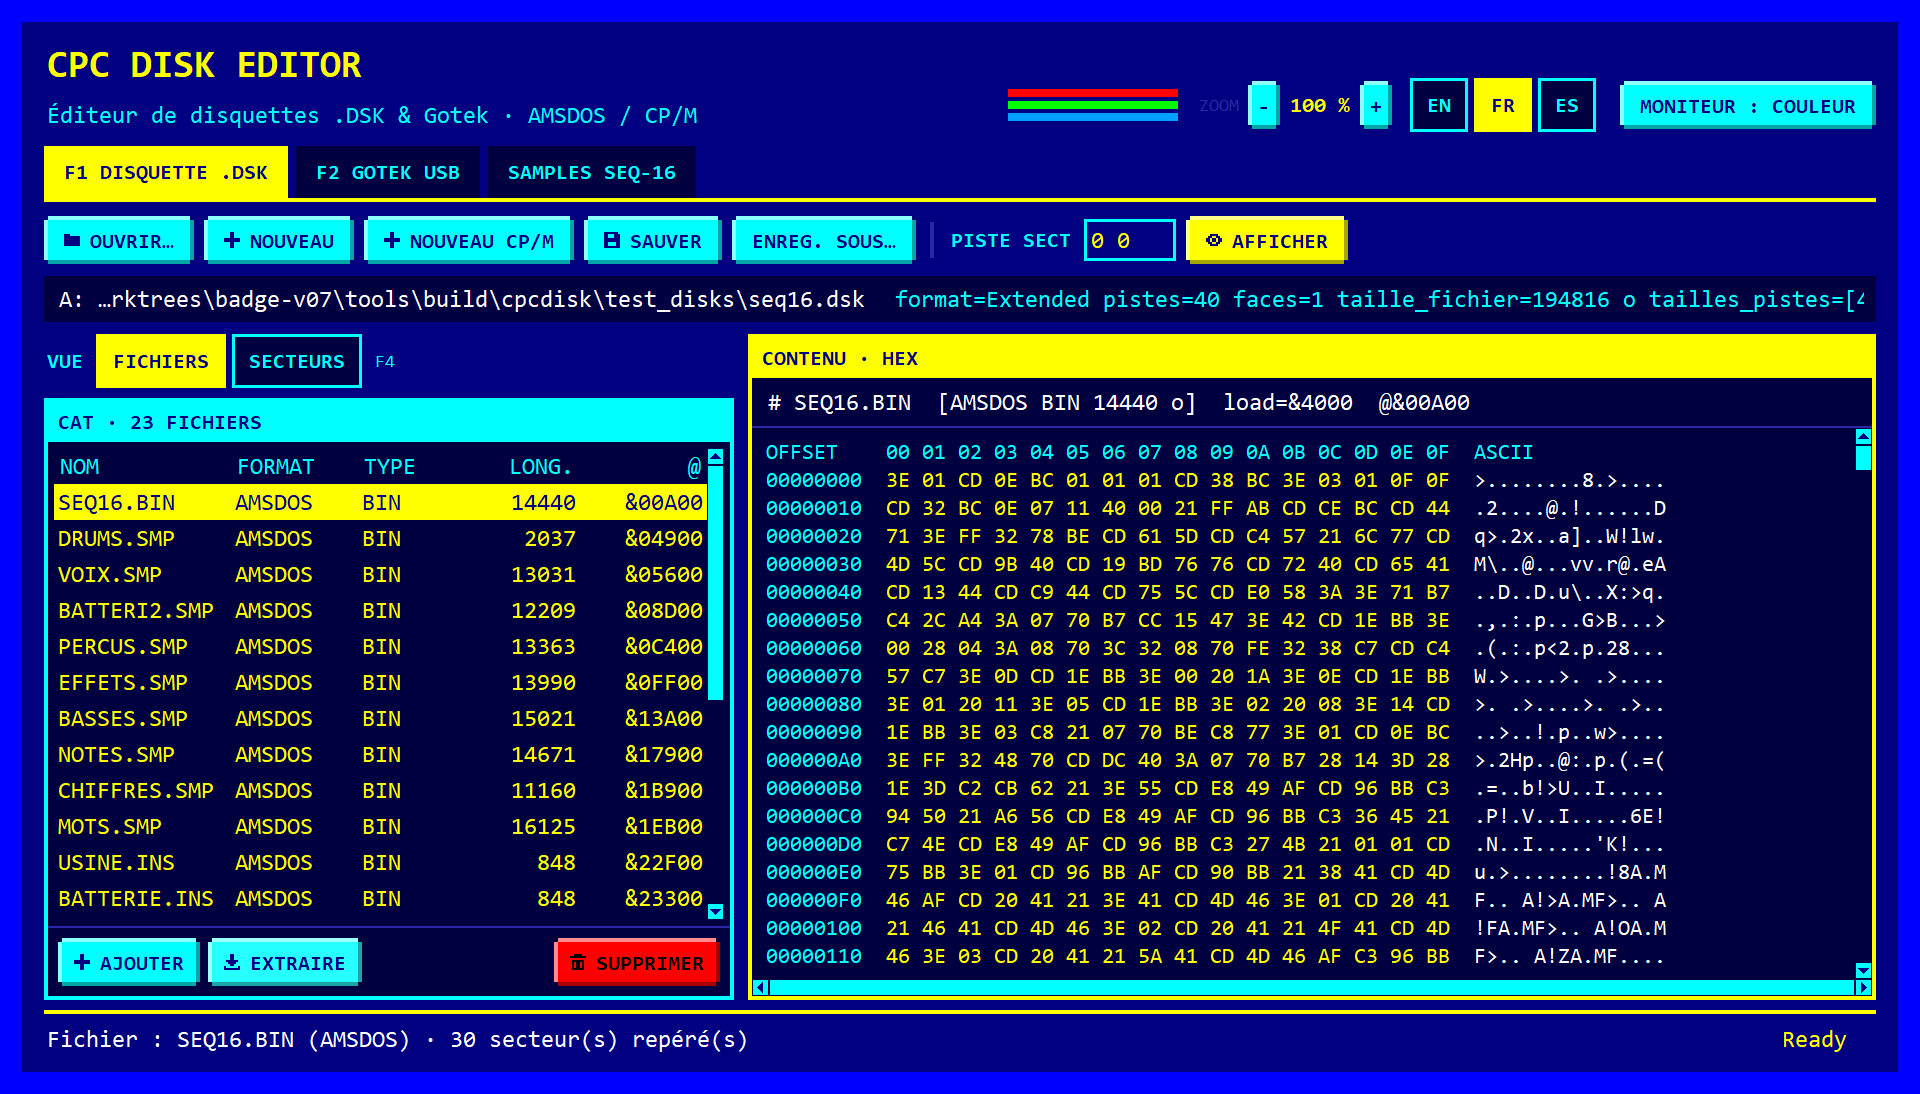 CPC DISK EDITOR
Éditeur de disquettes .DSK & Gotek · AMSDOS / CP/M
ZOOM - 100 % + EN FR ES MONITEUR : COULEUR
F1 DISQUETTE .DSK F2 GOTEK USB SAMPLES SEQ-16
OUVRIR… NOUVEAU NOUVEAU CP/M SAUVER ENREG. SOUS… PISTE SECT 0 0 AFFICHER
A: …rktrees\badge-v07\tools\build\cpcdisk\test_disks\seq16.dsk format=Extended pistes=40 faces=1 taille_fichier=194816 o tailles_pistes=[4
VUE FICHIERS SECTEURS F4
CAT · 23 FICHIERS
NOM FORMAT TYPE LONG. @
SEQ16.BIN AMSDOS BIN 14440 &00A00
DRUMS.SMP AMSDOS BIN 2037 &04900
VOIX.SMP AMSDOS BIN 13031 &05600
BATTERI2.SMP AMSDOS BIN 12209 &08D00
PERCUS.SMP AMSDOS BIN 13363 &0C400
EFFETS.SMP AMSDOS BIN 13990 &0FF00
BASSES.SMP AMSDOS BIN 15021 &13A00
NOTES.SMP AMSDOS BIN 14671 &17900
CHIFFRES.SMP AMSDOS BIN 11160 &1B900
MOTS.SMP AMSDOS BIN 16125 &1EB00
USINE.INS AMSDOS BIN 848 &22F00
BATTERIE.INS AMSDOS BIN 848 &23300
AJOUTER EXTRAIRE SUPPRIMER
CONTENU · HEX
# SEQ16.BIN [AMSDOS BIN 14440 o] load=&4000 @&00A00
OFFSET 00 01 02 03 04 05 06 07 08 09 0A 0B 0C 0D 0E 0F ASCII
00000000 3E 01 CD 0E BC 01 01 01 CD 38 BC 3E 03 01 0F 0F >........8.>....
00000010 CD 32 BC 0E 07 11 40 00 21 FF AB CD CE BC CD 44 .2....@.!......D
00000020 71 3E FF 32 78 BE CD 61 5D CD C4 57 21 6C 77 CD q>.2x..a]..W!lw.
00000030 4D 5C CD 9B 40 CD 19 BD 76 76 CD 72 40 CD 65 41 M\..@...vv.r@.eA
00000040 CD 13 44 CD C9 44 CD 75 5C CD E0 58 3A 3E 71 B7 ..D..D.u\..X:>q.
00000050 C4 2C A4 3A 07 70 B7 CC 15 47 3E 42 CD 1E BB 3E .,.:.p...G>B...>
00000060 00 28 04 3A 08 70 3C 32 08 70 FE 32 38 C7 CD C4 .(.:.p<2.p.28...
00000070 57 C7 3E 0D CD 1E BB 3E 00 20 1A 3E 0E CD 1E BB W.>....>. .>....
00000080 3E 01 20 11 3E 05 CD 1E BB 3E 02 20 08 3E 14 CD >. .>....>. .>..
00000090 1E BB 3E 03 C8 21 07 70 BE C8 77 3E 01 CD 0E BC ..>..!.p..w>....
000000A0 3E FF 32 48 70 CD DC 40 3A 07 70 B7 28 14 3D 28 >.2Hp..@:.p.(.=(
000000B0 1E 3D C2 CB 62 21 3E 55 CD E8 49 AF CD 96 BB C3 .=..b!>U..I.....
000000C0 94 50 21 A6 56 CD E8 49 AF CD 96 BB C3 36 45 21 .P!.V..I.....6E!
000000D0 C7 4E CD E8 49 AF CD 96 BB C3 27 4B 21 01 01 CD .N..I.....'K!...
000000E0 75 BB 3E 01 CD 96 BB AF CD 90 BB 21 38 41 CD 4D u.>........!8A.M
000000F0 46 AF CD 20 41 21 3E 41 CD 4D 46 3E 01 CD 20 41 F.. A!>A.MF>.. A
00000100 21 46 41 CD 4D 46 3E 02 CD 20 41 21 4F 41 CD 4D !FA.MF>.. A!OA.M
00000110 46 3E 03 CD 20 41 21 5A 41 CD 4D 46 AF C3 96 BB F>.. A!ZA.MF....
Fichier : SEQ16.BIN (AMSDOS) · 30 secteur(s) repéré(s) Ready